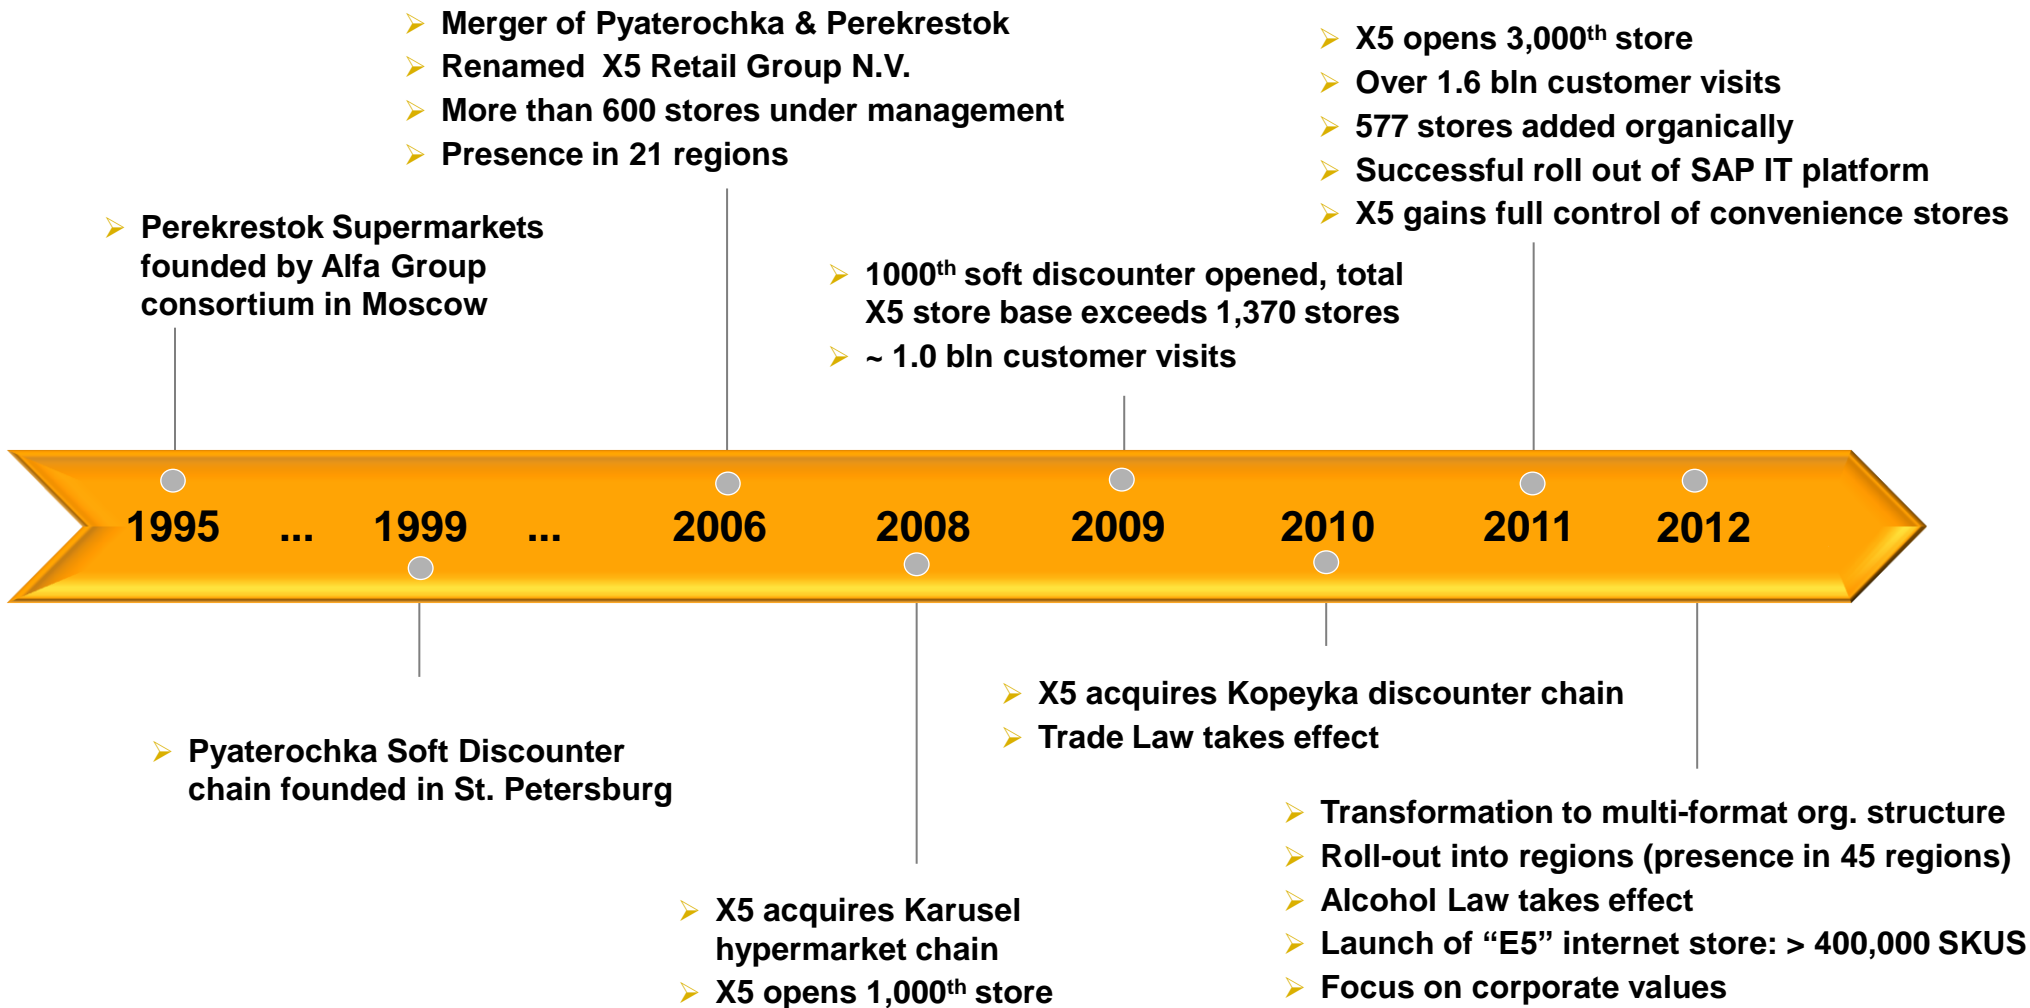 ➢ Merger of Pyaterochka & Perekrestok
➢ Renamed X5 Retail Group N.V.
➢ More than 600 stores under management
➢ Presence in 21 regions
➢ X5 opens 3,000th store
➢ Over 1.6 bln customer visits
➢ 577 stores added organically
➢ Successful roll out of SAP IT platform
➢ X5 gains full control of convenience stores
➢ Perekrestok Supermarkets
founded by Alfa Group
consortium in Moscow
➢ 1000th soft discounter opened, total
X5 store base exceeds 1,370 stores
➢ ~ 1.0 bln customer visits
1995 ... 1999 ... 2006 2008 2009 2010 2011 2012
➢ Pyaterochka Soft Discounter
chain founded in St. Petersburg
➢ X5 acquires Karusel
hypermarket chain
➢ X5 opens 1,000th store
➢ X5 acquires Kopeyka discounter chain
➢ Trade Law takes effect
➢ Transformation to multi-format org. structure
➢ Roll-out into regions (presence in 45 regions)
➢ Alcohol Law takes effect
➢ Launch of “E5” internet store: > 400,000 SKUS
➢ Focus on corporate values